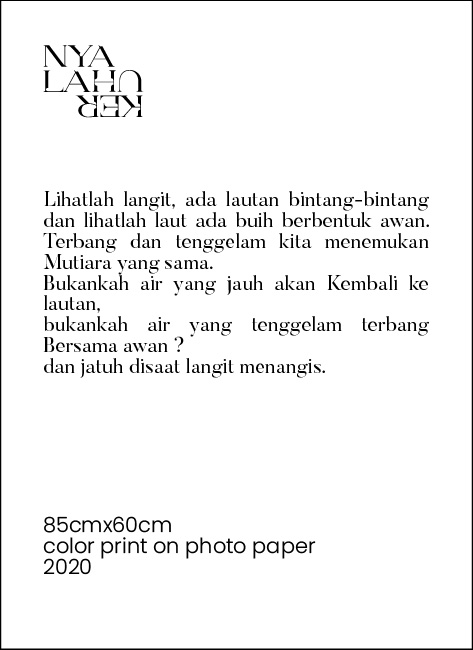 NYA
LAHU
KER
Lihatlah langit, ada lautan bintang-bintang
dan lihatlah laut ada buih berbentuk awan.
Terbang dan tenggelam kita menemukan
Mutiara yang sama.
Bukankah air yang jauh akan Kembali ke
lautan,
bukankah air yang tenggelam terbang
Bersama awan ?
dan jatuh disaat langit menangis.
85cmx60cm
color print on photo paper
2020